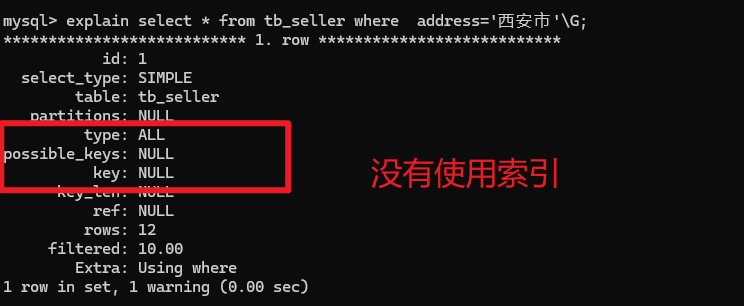 mysql> explain select * from tb_seller where  address='西安市'\G;
*************************** 1. row ***************************
id: 1
select_type: SIMPLE
table: tb_seller
partitions: NULL
type: ALL
possible_keys: NULL
key: NULL
没有使用索引
key_len: NULL
ref: NULL
rows: 12
filtered: 10.00
Extra: Using where
1 row in set, 1 warning (0.00 sec)